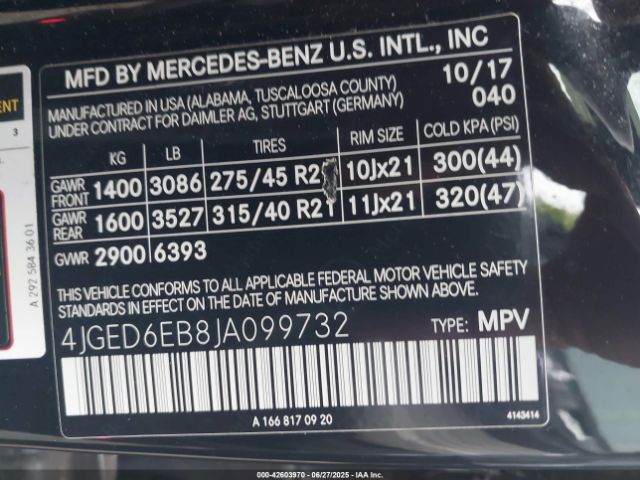 MFD BY MERCEDES-BENZ U.S. INTL., INC
MANUFACTURED IN USA (ALABAMA, TUSCALOOSA COUNTY) 10/17
UNDER CONTRACT FOR DAIMLER AG, STUTTGART (GERMANY) 040
KG LB TIRES RIM SIZE COLD KPA(PSI)
GAWR FRONT 1400 3086 275/45 R21 10Jx21 300(44)
GAWR REAR 1600 3527 315/40 R21 11Jx21 320(47)
GVWR 2900 6393
THIS VEHICLE CONFORMS TO ALL APPLICABLE FEDERAL MOTOR VEHICLE SAFETY
STANDARDS IN EFFECT ON THE DATE OF MANUFACTURE SHOWN ABOVE.
4JGED6EB8JA099732 TYPE: MPV
A 166 817 09 20 4143414
3
A 292 584 36 01
000-42603970 | 06/27/2025 | IAAI.COM